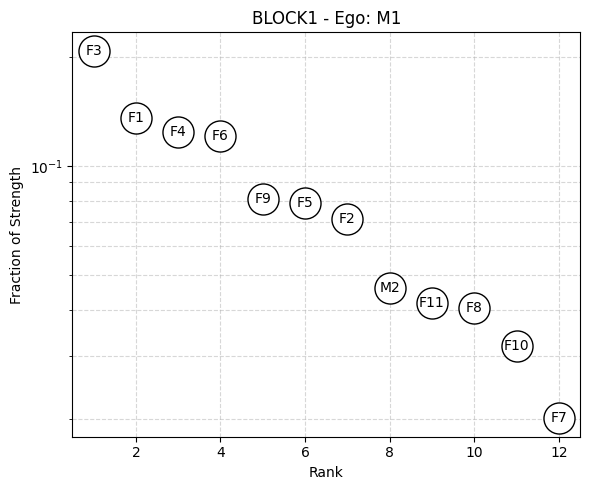 BLOCK1 - Ego: M1
Fraction of Strength
10⁻¹
F3
F1
F4
F6
F9
F5
F2
M2
F11
F8
F10
F7
2 4 6 8 10 12
Rank